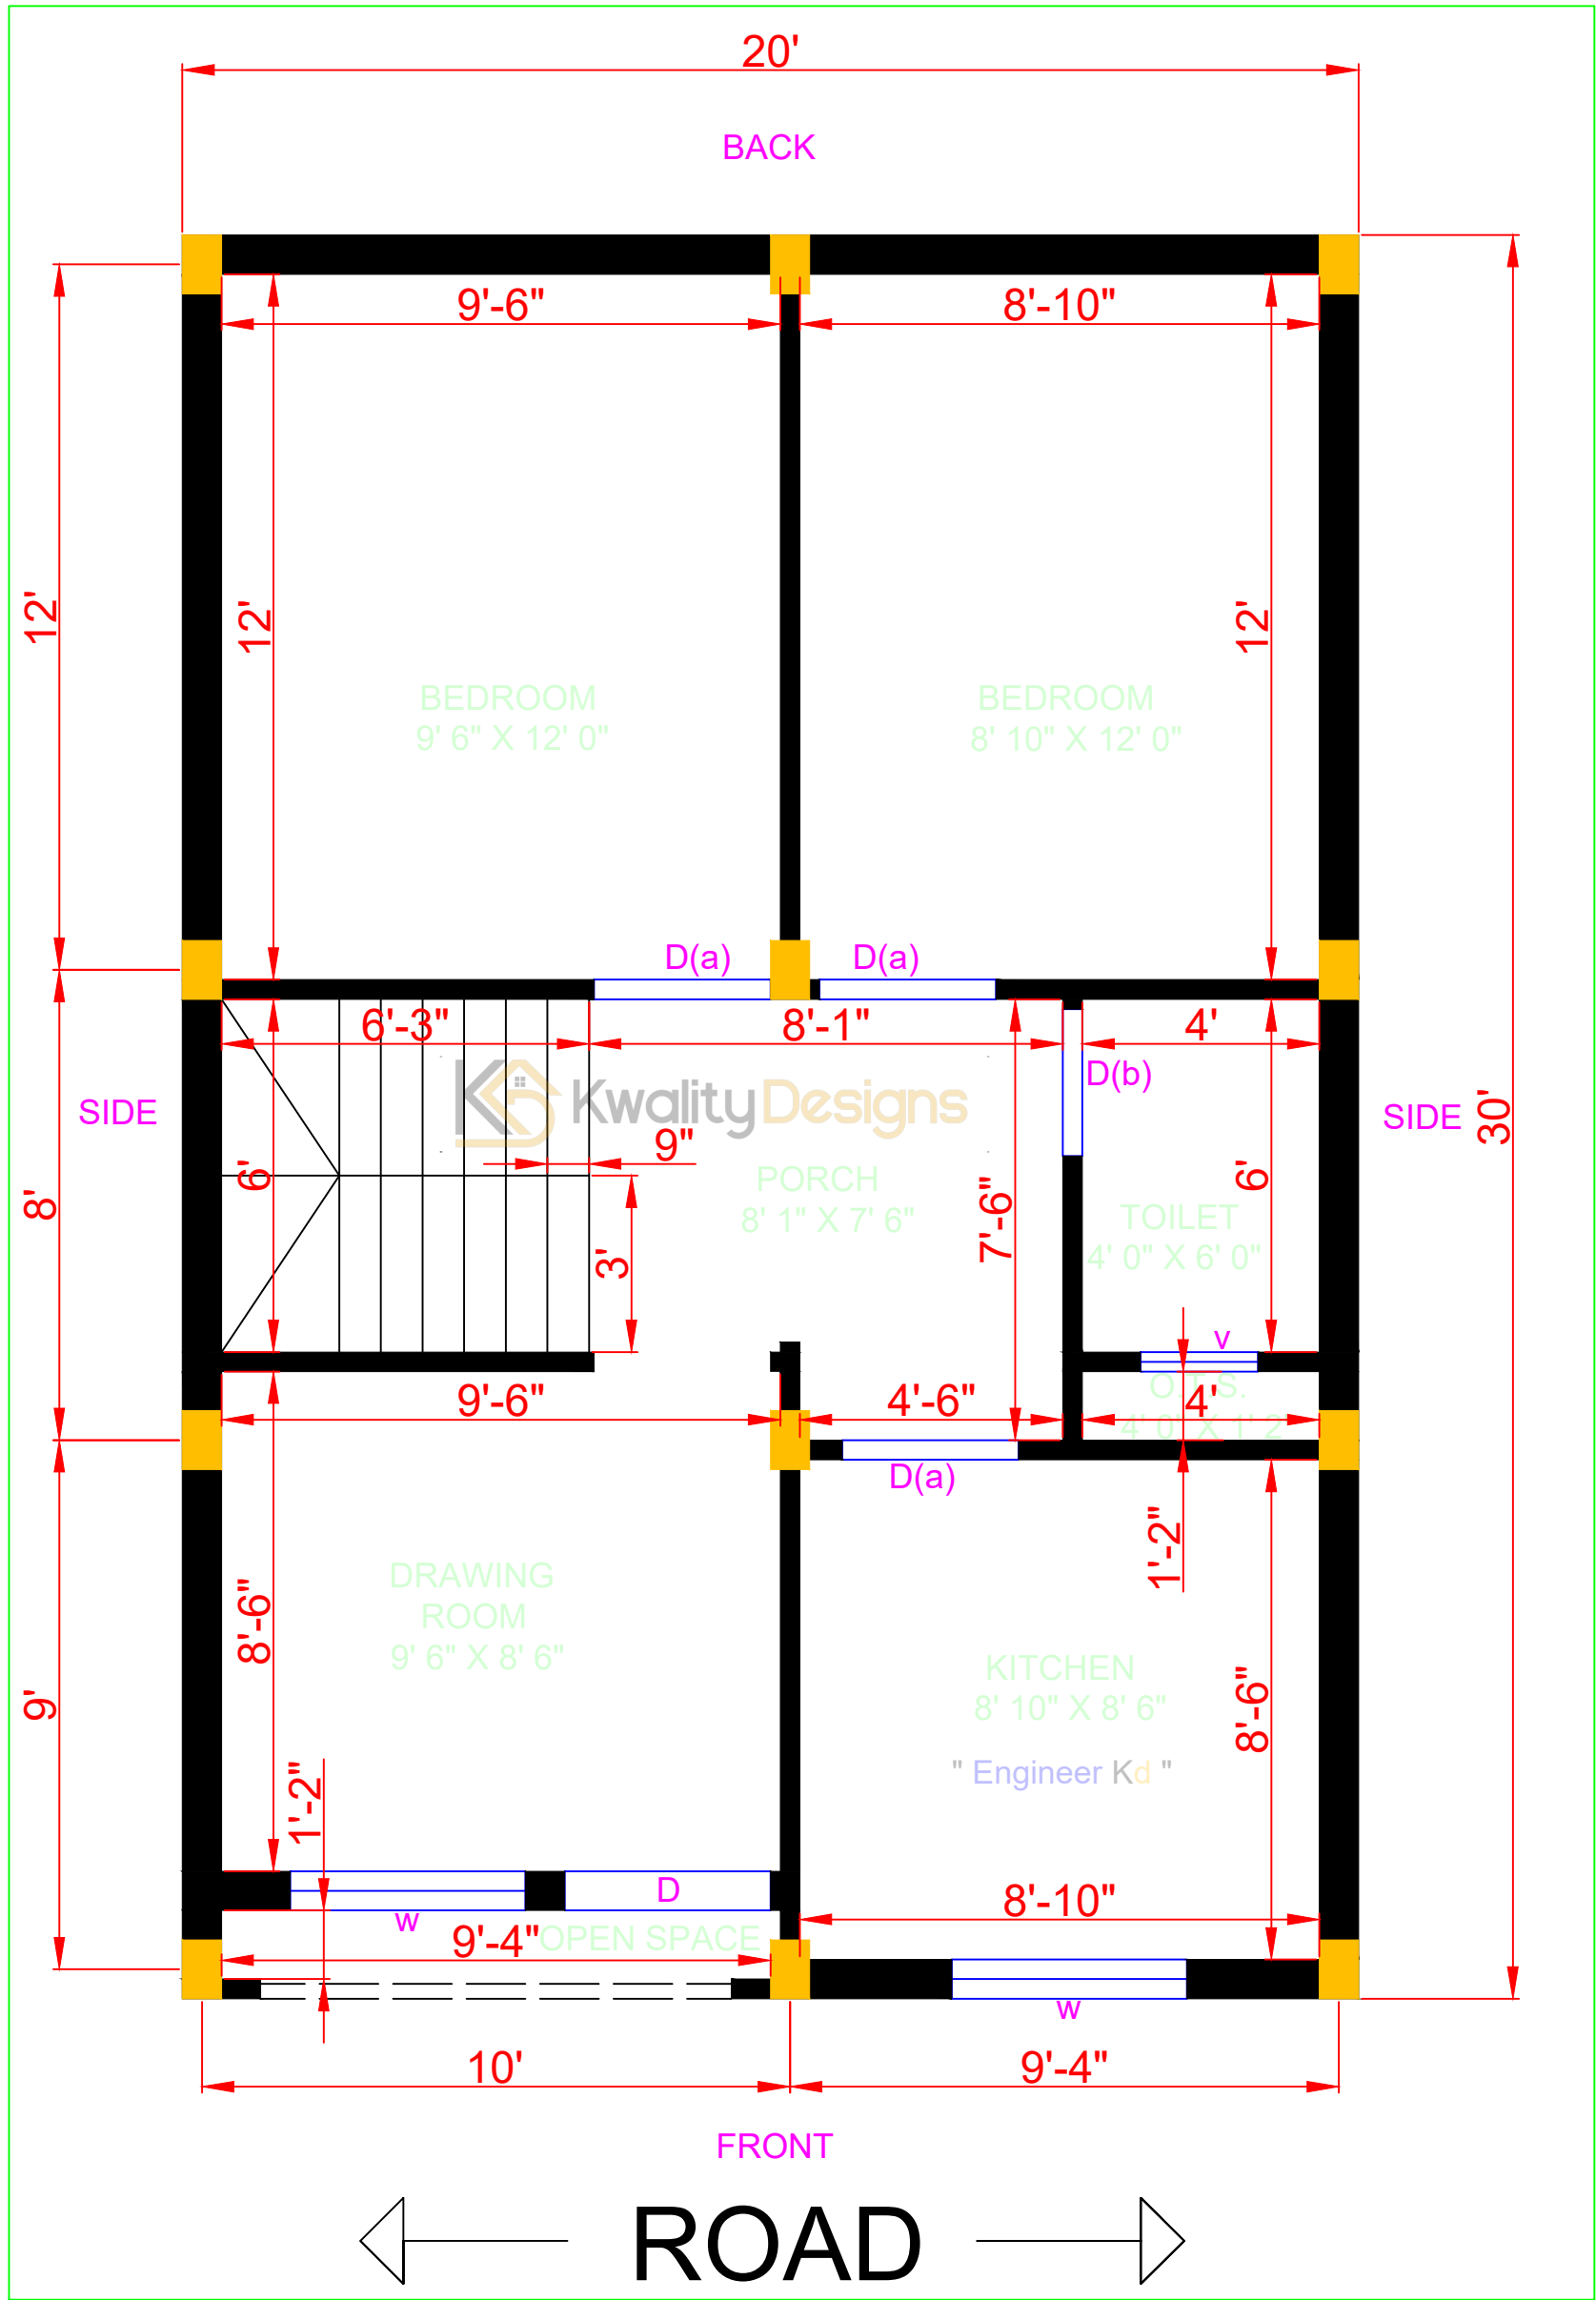 20'
BACK
9'-6"
8'-10"
12'
12'
12'
BEDROOM
9' 6" X 12' 0"
BEDROOM
8' 10" X 12' 0"
D(a)
D(a)
6'-3"
8'-1"
4'
D(b)
KwalityDesigns
SIDE
SIDE
30'
9"
6'
6'
8'
PORCH
8' 1" X 7' 6"
7'-6"
TOILET
4' 0" X 6' 0"
3'
v
O.T.S.
9'-6"
4'-6"
4'
4' 0" X 1' 2
D(a)
1'-2"
DRAWING
ROOM
9' 6" X 8' 6"
8'-6"
KITCHEN
8' 10" X 8' 6"
8'-6"
9'
" Engineer Kd "
1'-2"
D
w
9'-4"
OPEN SPACE
8'-10"
w
10'
9'-4"
FRONT
ROAD